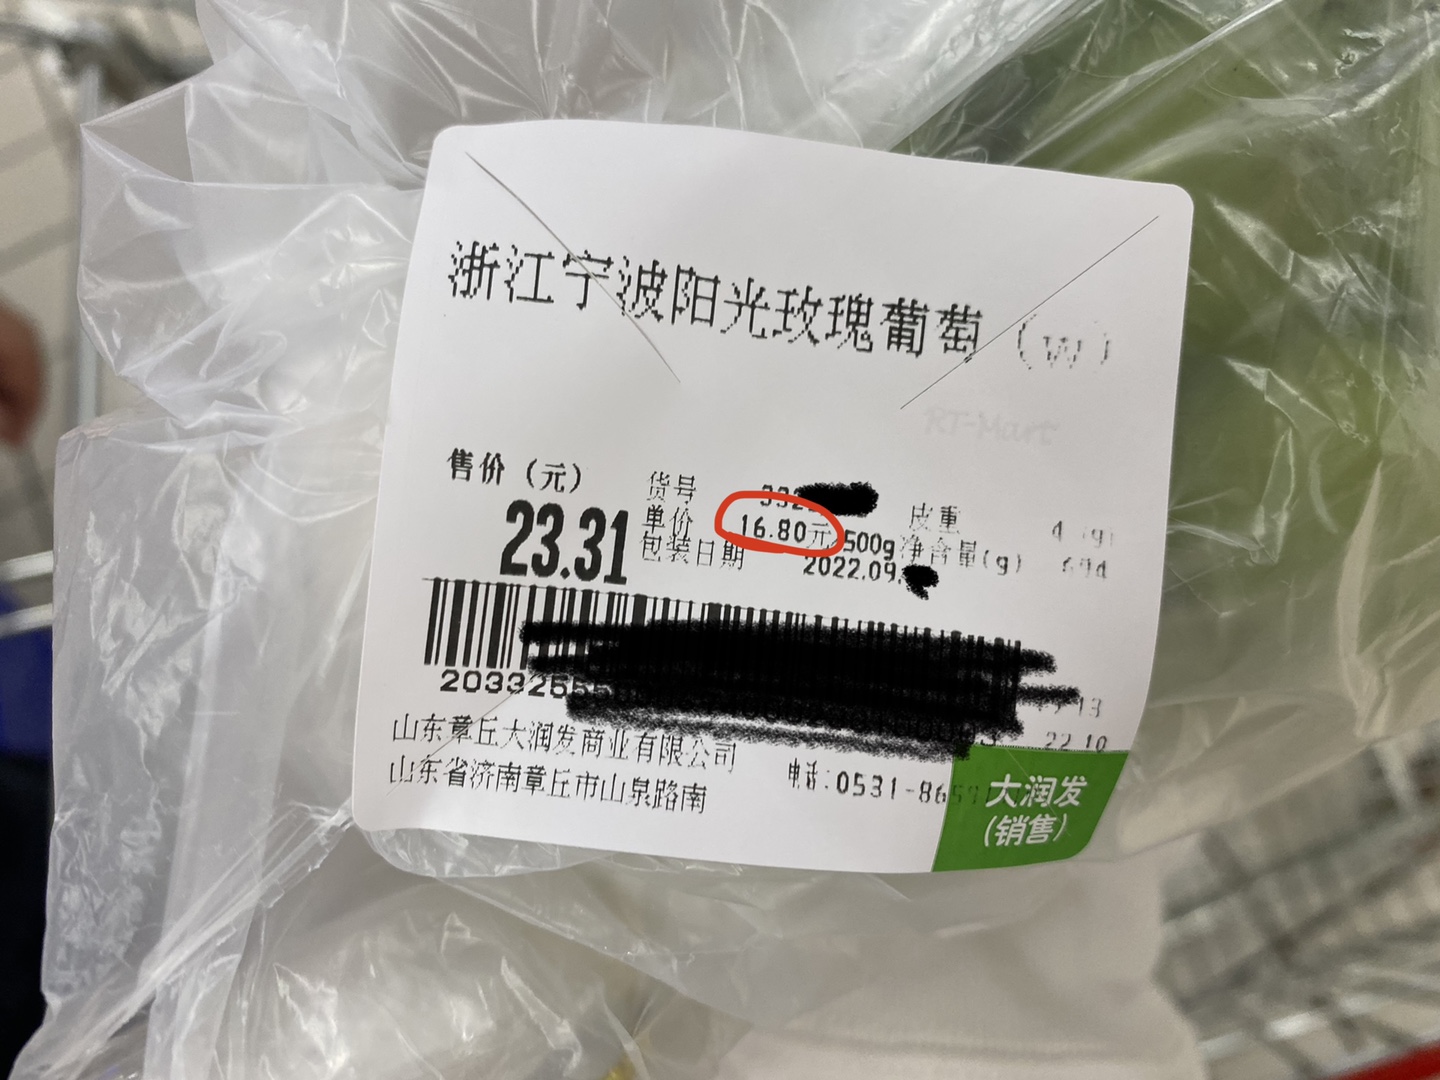 浙江宁波阳光玫瑰葡萄（W）
RT-Mart
售价（元）
23.31
货号 332
单价 16.80元 500g
包装日期 2022.09.
皮重 4 (g)
净含量(g) 694
2033265
13
22 10
山东章丘大润发商业有限公司
山东省济南章丘市山泉路南
电话:0531-865
大润发
(销售)